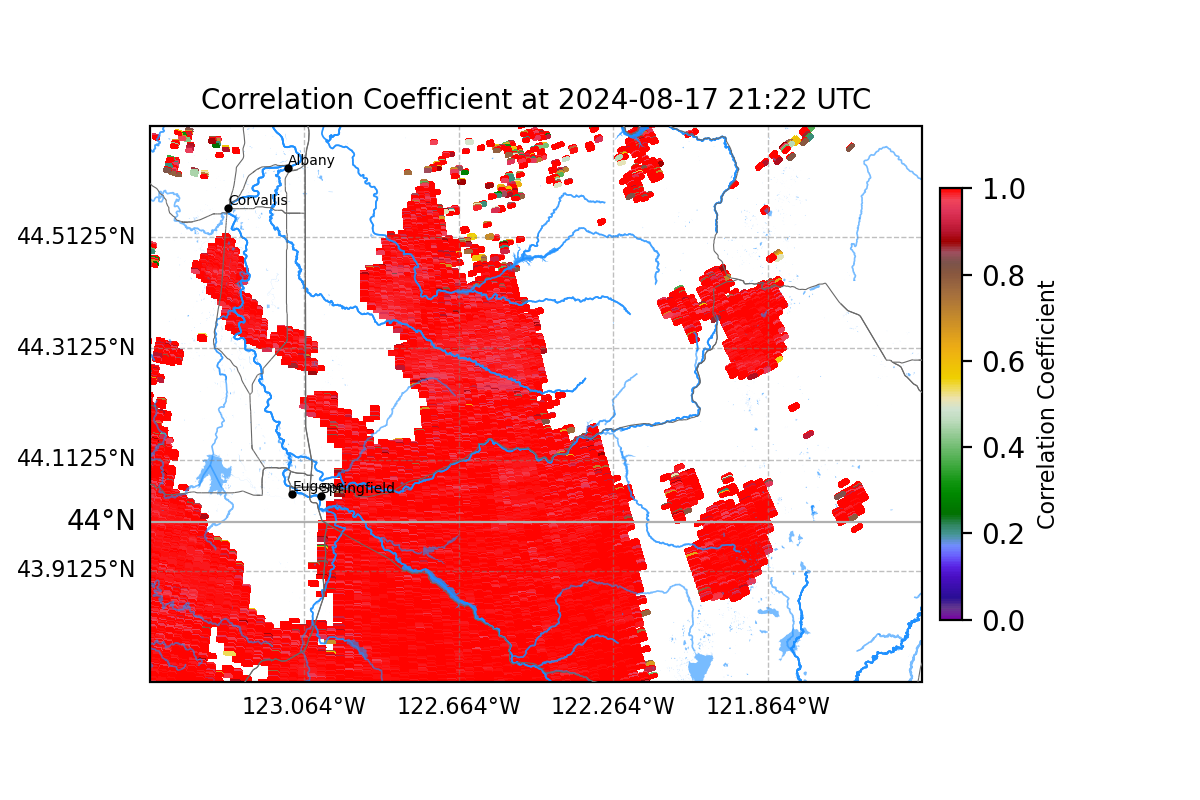 Correlation Coefficient at 2024-08-17 21:22 UTC
Albany
Corvallis
Eugene
Springfield
44.5125°N
44.3125°N
44.1125°N
44°N
43.9125°N
123.064°W
122.664°W
122.264°W
121.864°W
1.0
0.8
0.6
0.4
0.2
0.0
Correlation Coefficient